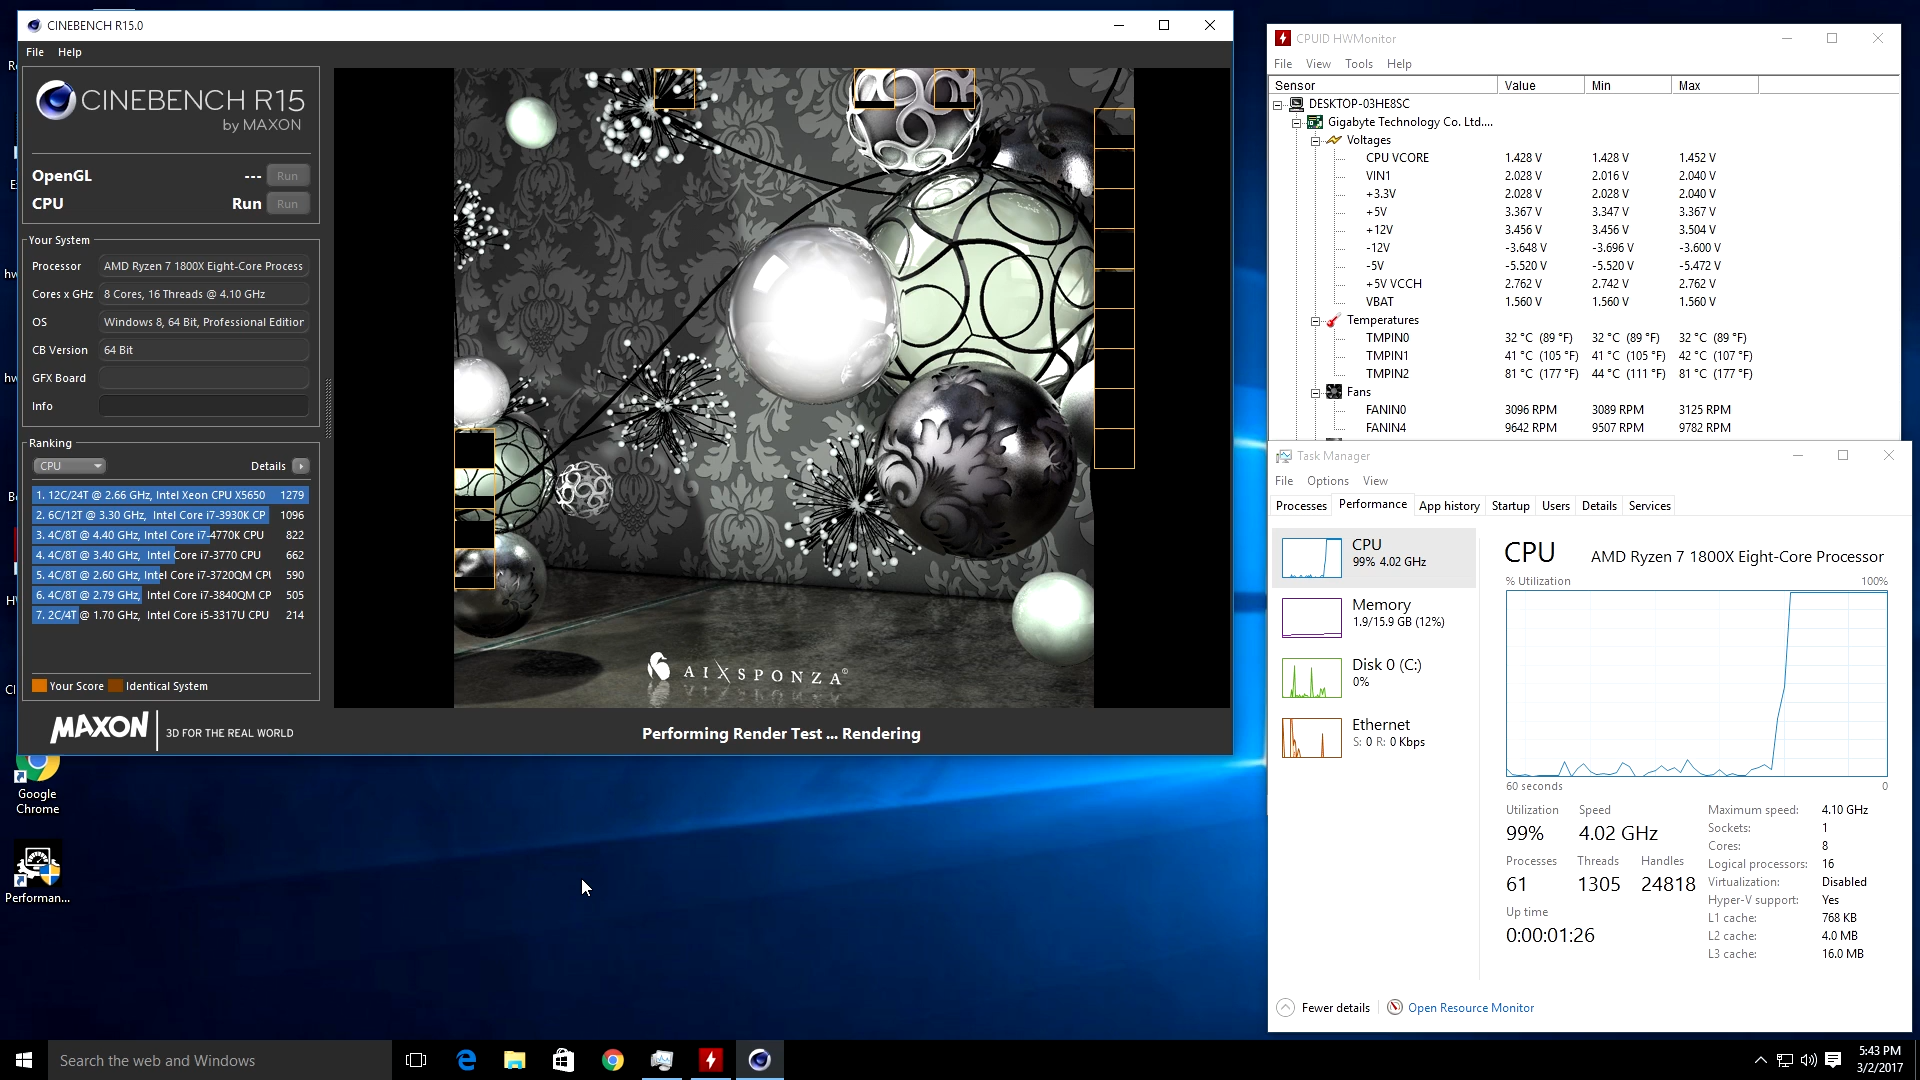 CINEBENCH R15.0
File Help
CINEBENCH R15
by MAXON
OpenGL --- Run
CPU Run Run
Your System
Processor AMD Ryzen 7 1800X Eight-Core Process
Cores x GHz 8 Cores, 16 Threads @ 4.10 GHz
OS Windows 8, 64 Bit, Professional Edition
CB Version 64 Bit
GFX Board
Info
Ranking
CPU Details
1. 12C/24T @ 2.66 GHz, Intel Xeon CPU X5650 1279
2. 6C/12T @ 3.30 GHz, Intel Core i7-3930K CP 1096
3. 4C/8T @ 4.40 GHz, Intel Core i7-4770K CPU 822
4. 4C/8T @ 3.40 GHz, Intel Core i7-3770 CPU 662
5. 4C/8T @ 2.60 GHz, Intel Core i7-3720QM CPU 590
6. 4C/8T @ 2.79 GHz, Intel Core i7-3840QM CP 505
7. 2C/4T @ 1.70 GHz, Intel Core i5-3317U CPU 214
Your Score Identical System
MAXON 3D FOR THE REAL WORLD
AIXSPONZA®
Performing Render Test ... Rendering
Google
Chrome
Performan...
CPUID HWMonitor
File View Tools Help
Sensor Value Min Max
DESKTOP-03HE8SC
Gigabyte Technology Co. Ltd....
Voltages
CPU VCORE 1.428 V 1.428 V 1.452 V
VIN1 2.028 V 2.016 V 2.040 V
+3.3V 2.028 V 2.028 V 2.040 V
+5V 3.367 V 3.347 V 3.367 V
+12V 3.456 V 3.456 V 3.504 V
-12V -3.648 V -3.696 V -3.600 V
-5V -5.520 V -5.520 V -5.472 V
+5V VCCH 2.762 V 2.742 V 2.762 V
VBAT 1.560 V 1.560 V 1.560 V
Temperatures
TMPIN0 32 °C (89 °F) 32 °C (89 °F) 32 °C (89 °F)
TMPIN1 41 °C (105 °F) 41 °C (105 °F) 42 °C (107 °F)
TMPIN2 81 °C (177 °F) 44 °C (111 °F) 81 °C (177 °F)
Fans
FANIN0 3096 RPM 3089 RPM 3125 RPM
FANIN4 9642 RPM 9507 RPM 9782 RPM
Task Manager
File Options View
Processes Performance App history Startup Users Details Services
CPU
99% 4.02 GHz
Memory
1.9/15.9 GB (12%)
Disk 0 (C:)
0%
Ethernet
S: 0 R: 0 Kbps
CPU AMD Ryzen 7 1800X Eight-Core Processor
% Utilization 100%
60 seconds 0
Utilization Speed
99% 4.02 GHz
Processes Threads Handles
61 1305 24818
Up time
0:00:01:26
Maximum speed: 4.10 GHz
Sockets: 1
Cores: 8
Logical processors: 16
Virtualization: Disabled
Hyper-V support: Yes
L1 cache: 768 KB
L2 cache: 4.0 MB
L3 cache: 16.0 MB
Fewer details Open Resource Monitor
Search the web and Windows
5:43 PM
3/2/2017